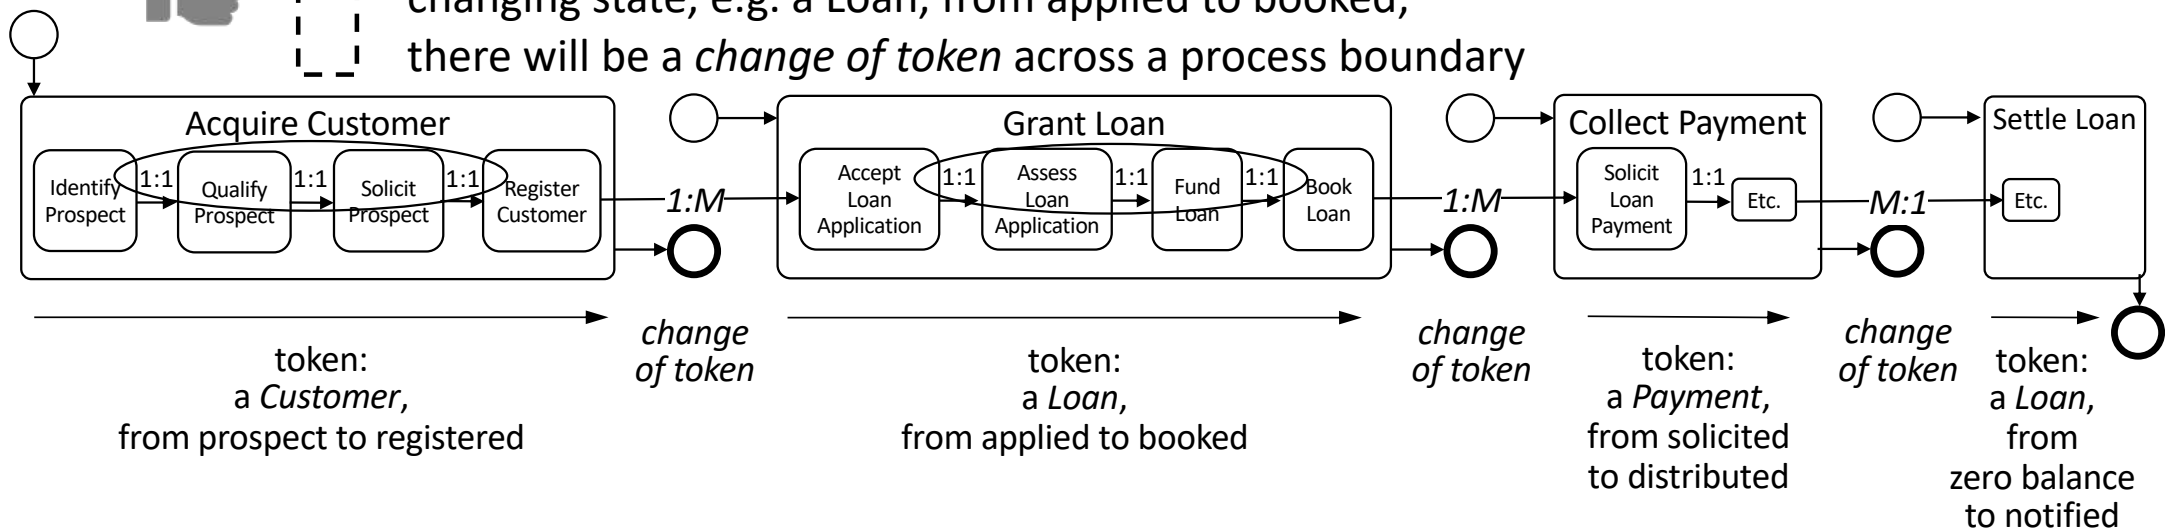 changing state, e.g. a Loan, from applied to booked,
there will be a change of token across a process boundary
Acquire Customer
Identify
Prospect
1:1
Qualify
Prospect
1:1
Solicit
Prospect
1:1
Register
Customer
1:M
Grant Loan
Accept
Loan
Application
1:1
Assess
Loan
Application
1:1
Fund
Loan
1:1
Book
Loan
1:M
Collect Payment
Solicit
Loan
Payment
1:1
Etc.
M:1
Settle Loan
Etc.
token:
a Customer,
from prospect to registered
change
of token
token:
a Loan,
from applied to booked
change
of token
token:
a Payment,
from solicited
to distributed
change
of token
token:
a Loan,
from
zero balance
to notified